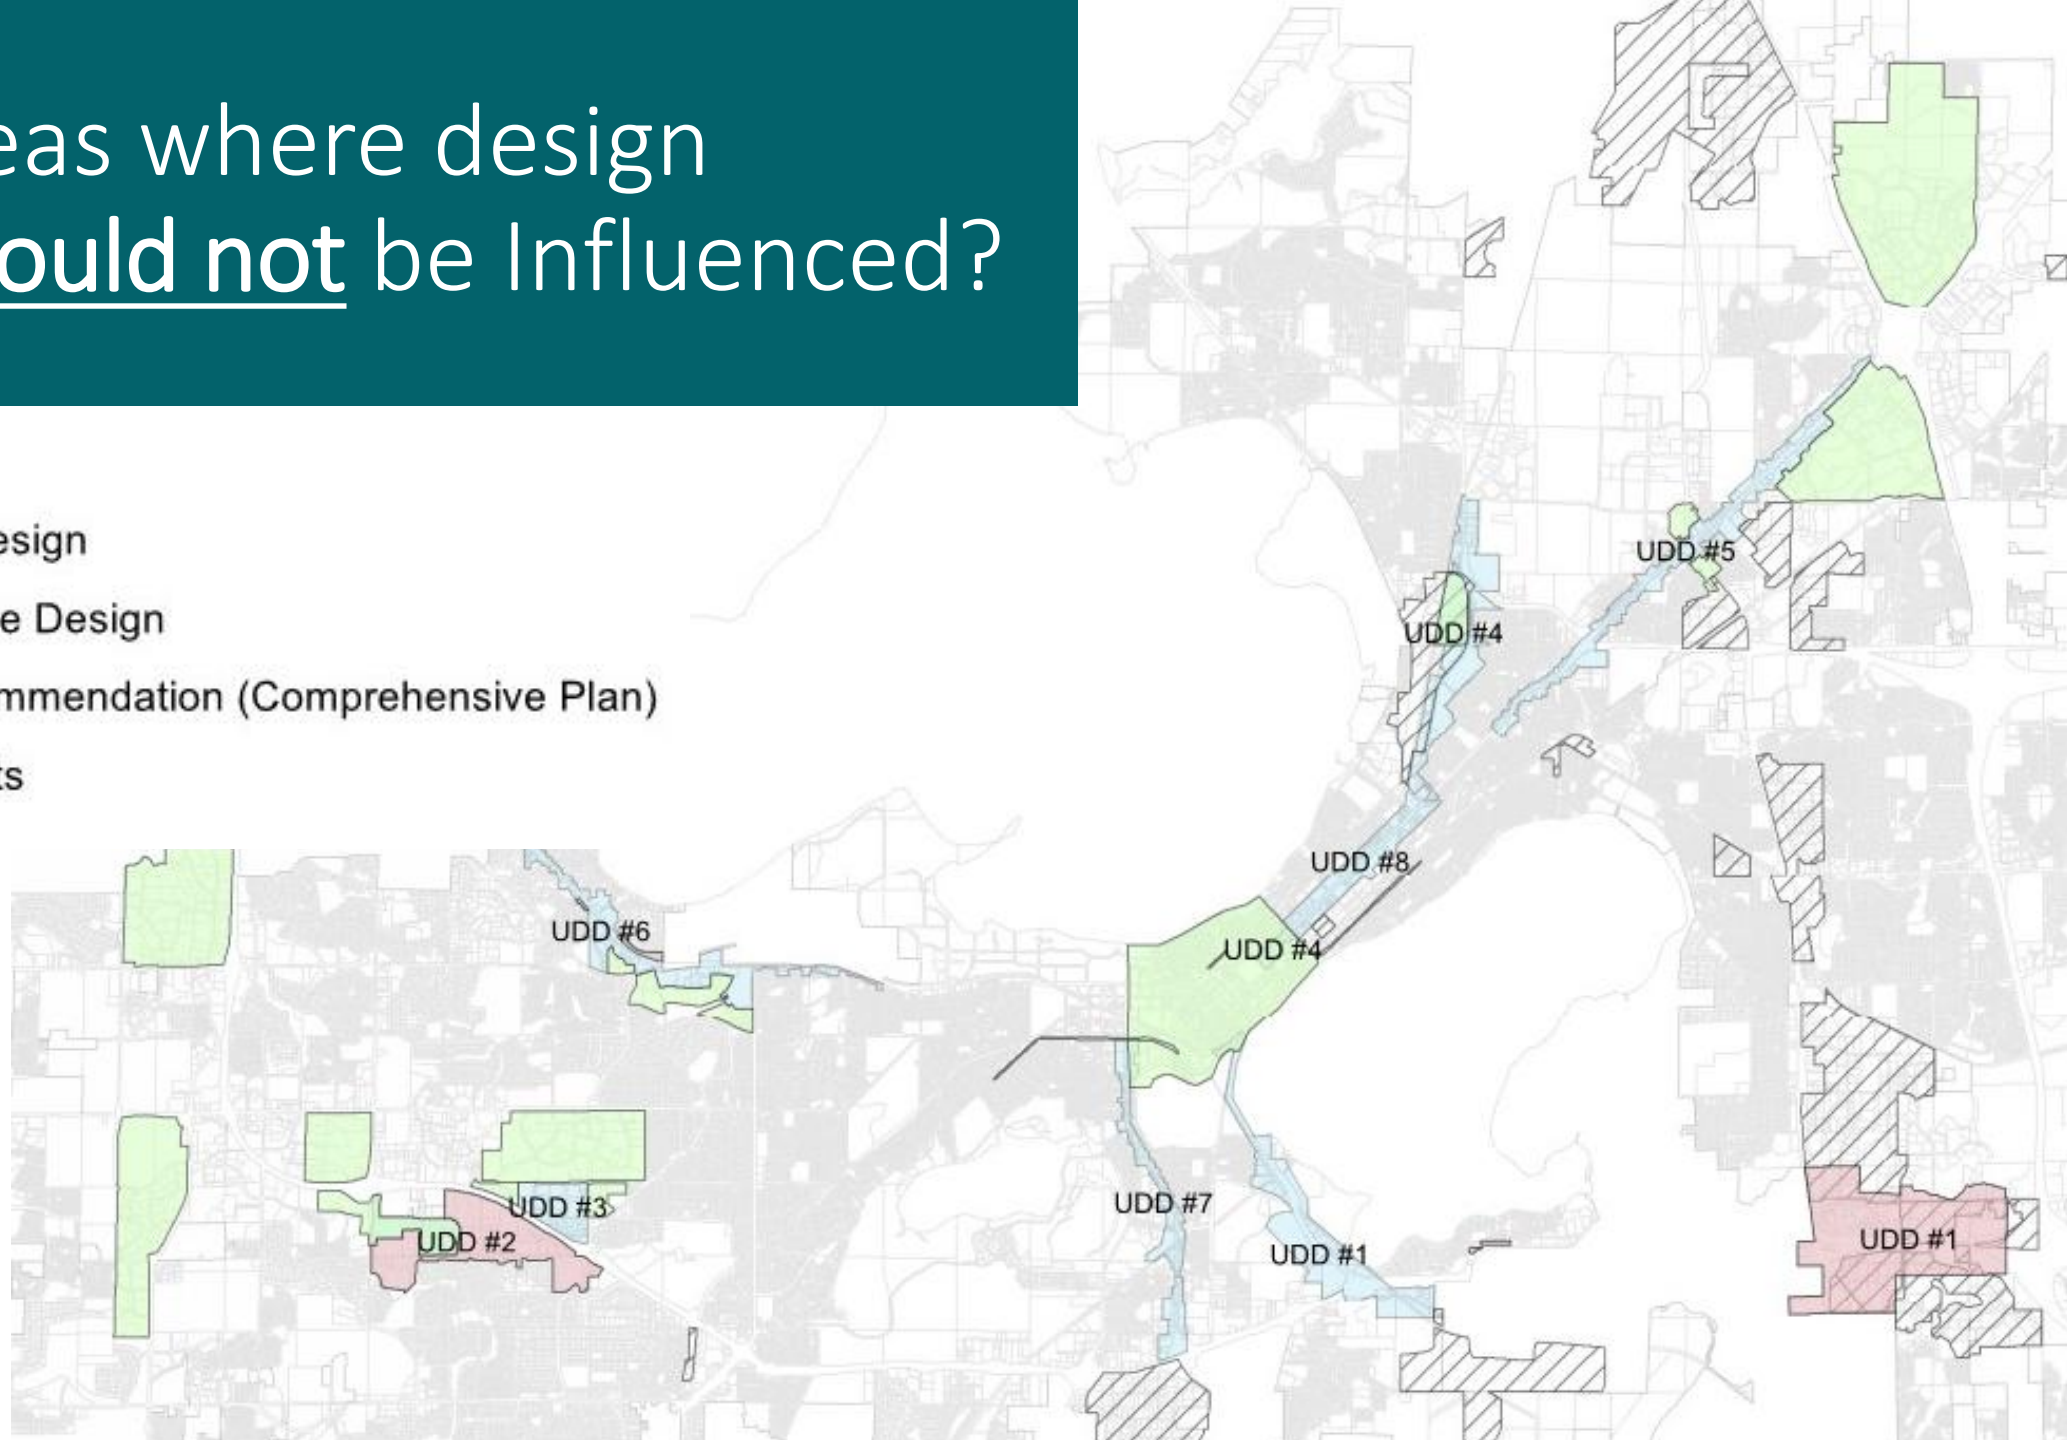 eas where design
ould not be Influenced?
esign
e Design
mmendation (Comprehensive Plan)
ts
UDD #5
UDD #4
UDD #8
UDD #6
UDD #4
UDD #7
UDD #3
UDD #2
UDD #1
UDD #1